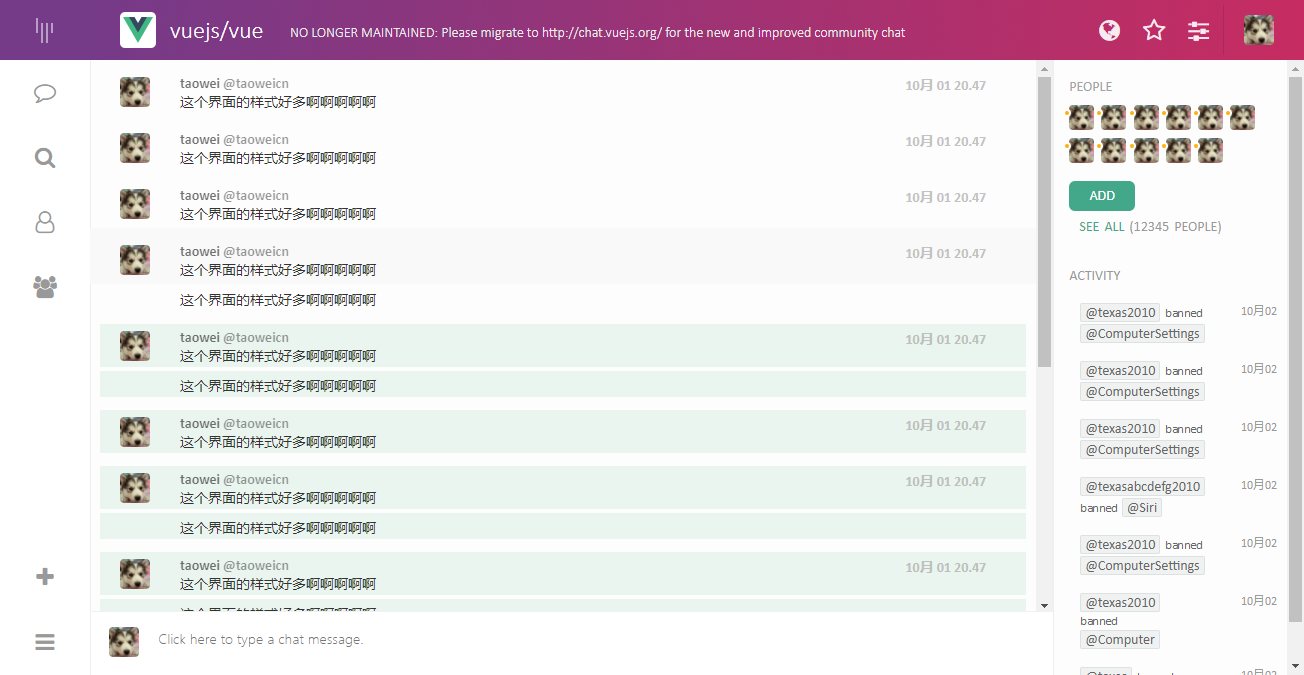 vuejs/vue NO LONGER MAINTAINED: Please migrate to http://chat.vuejs.org/ for the new and improved community chat
taowei @taoweicn 10月 01 20.47
这个界面的样式好多啊啊啊啊啊
taowei @taoweicn 10月 01 20.47
这个界面的样式好多啊啊啊啊啊
taowei @taoweicn 10月 01 20.47
这个界面的样式好多啊啊啊啊啊
taowei @taoweicn 10月 01 20.47
这个界面的样式好多啊啊啊啊啊
这个界面的样式好多啊啊啊啊啊
taowei @taoweicn 10月 01 20.47
这个界面的样式好多啊啊啊啊啊
这个界面的样式好多啊啊啊啊啊
taowei @taoweicn 10月 01 20.47
这个界面的样式好多啊啊啊啊啊
taowei @taoweicn 10月 01 20.47
这个界面的样式好多啊啊啊啊啊
这个界面的样式好多啊啊啊啊啊
taowei @taoweicn 10月 01 20.47
这个界面的样式好多啊啊啊啊啊
Click here to type a chat message.
PEOPLE
ADD
SEE ALL (12345 PEOPLE)
ACTIVITY
@texas2010 banned 10月02
@ComputerSettings
@texas2010 banned 10月02
@ComputerSettings
@texas2010 banned 10月02
@ComputerSettings
@texasabcdefg2010 10月02
banned @Siri
@texas2010 banned 10月02
@ComputerSettings
@texas2010 10月02
banned
@Computer